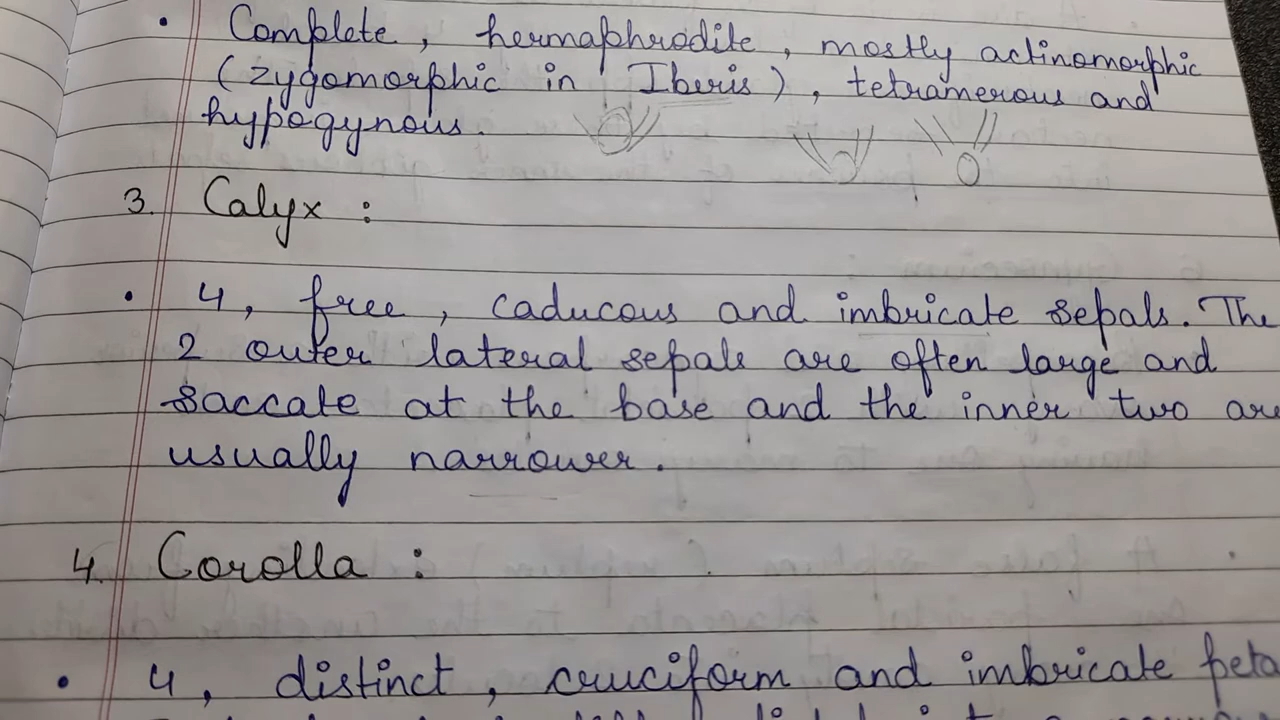 • Complete, hermaphrodite, mostly actinomorphic
(zygomorphic in Iberis), tetramerous and
hypogynous.
3. Calyx :
• 4, free, caducous and imbricate sepals. The
2 outer lateral sepals are often large and
saccate at the base and the inner two are
usually narrower.
4. Corolla :
• 4, distinct, cruciform and imbricate peta